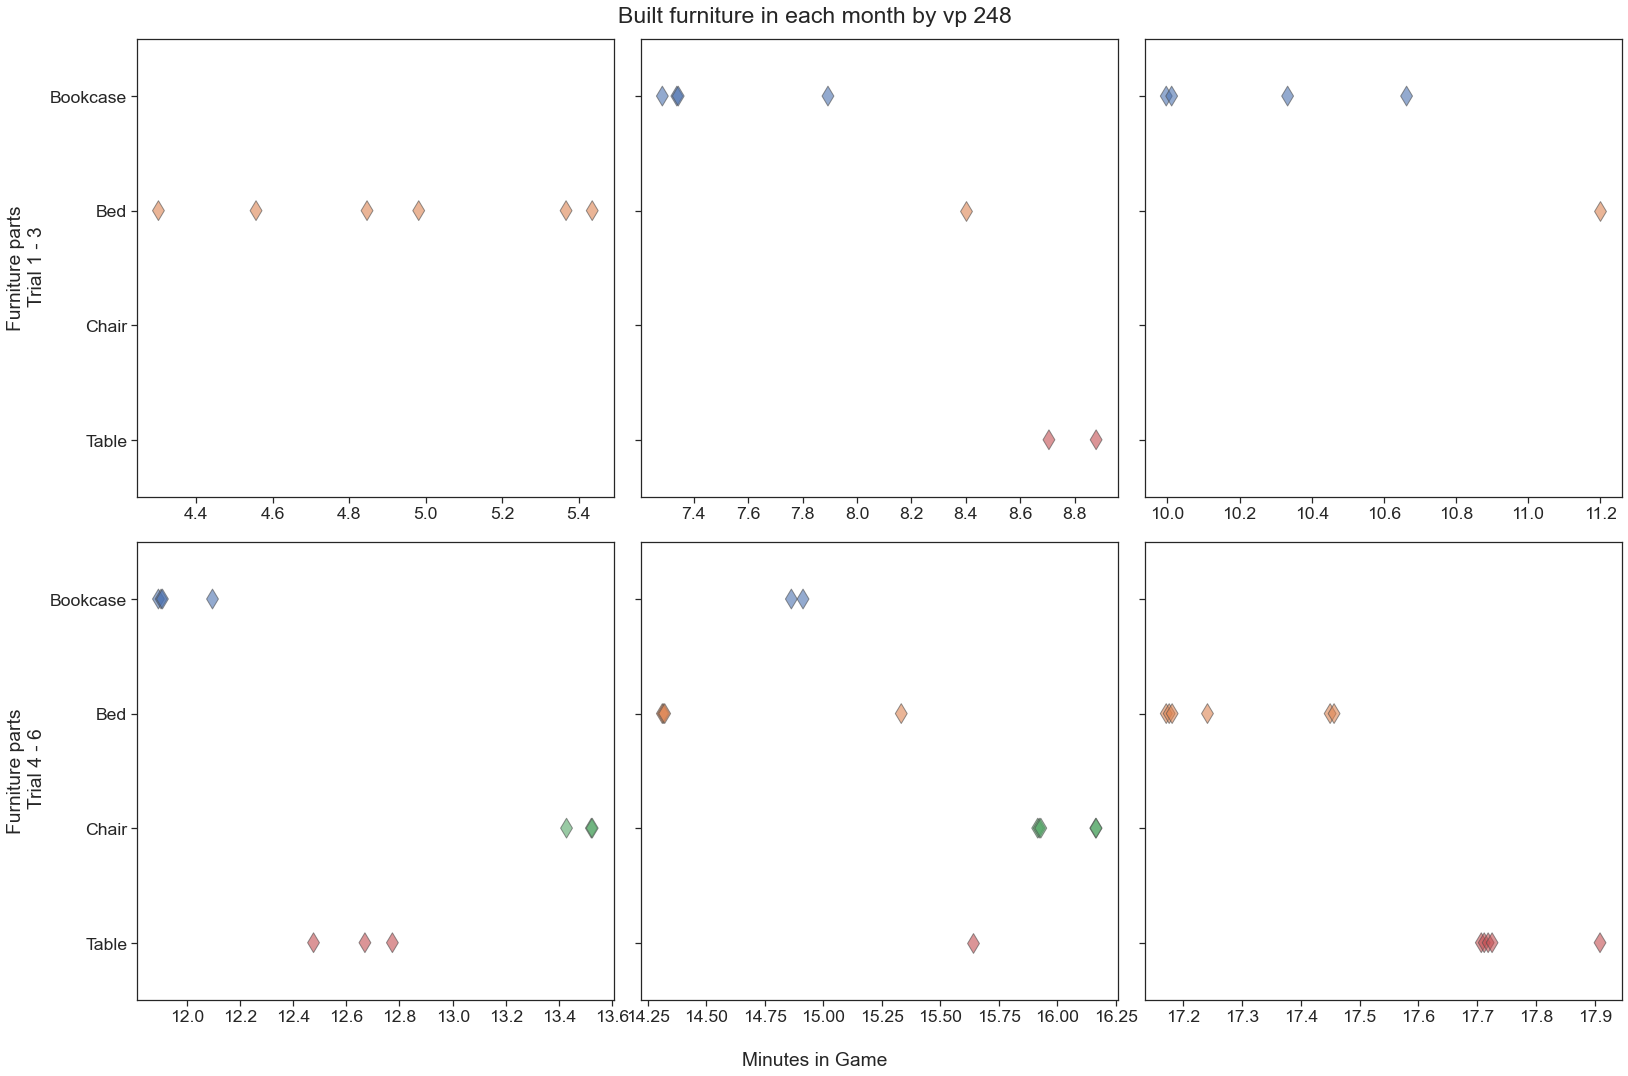 Built furniture in each month by vp 248
Furniture parts
Trial 1 - 3
Bookcase
Bed
Chair
Table
4.4 4.6 4.8 5.0 5.2 5.4
7.4 7.6 7.8 8.0 8.2 8.4 8.6 8.8
10.0 10.2 10.4 10.6 10.8 11.0 11.2
Furniture parts
Trial 4 - 6
Bookcase
Bed
Chair
Table
12.0 12.2 12.4 12.6 12.8 13.0 13.2 13.4 13.6
14.25 14.50 14.75 15.00 15.25 15.50 15.75 16.00 16.25
17.2 17.3 17.4 17.5 17.6 17.7 17.8 17.9
Minutes in Game